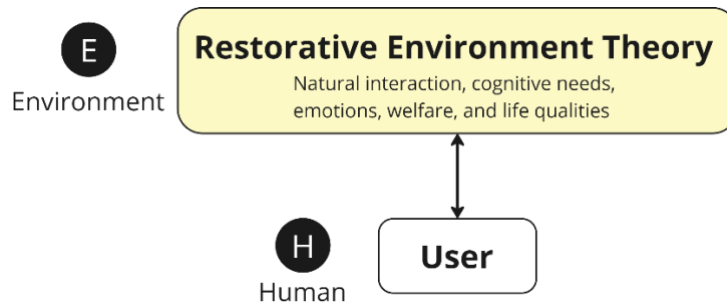 E
Environment
Restorative Environment Theory
Natural interaction, cognitive needs,
emotions, welfare, and life qualities
H
Human
User